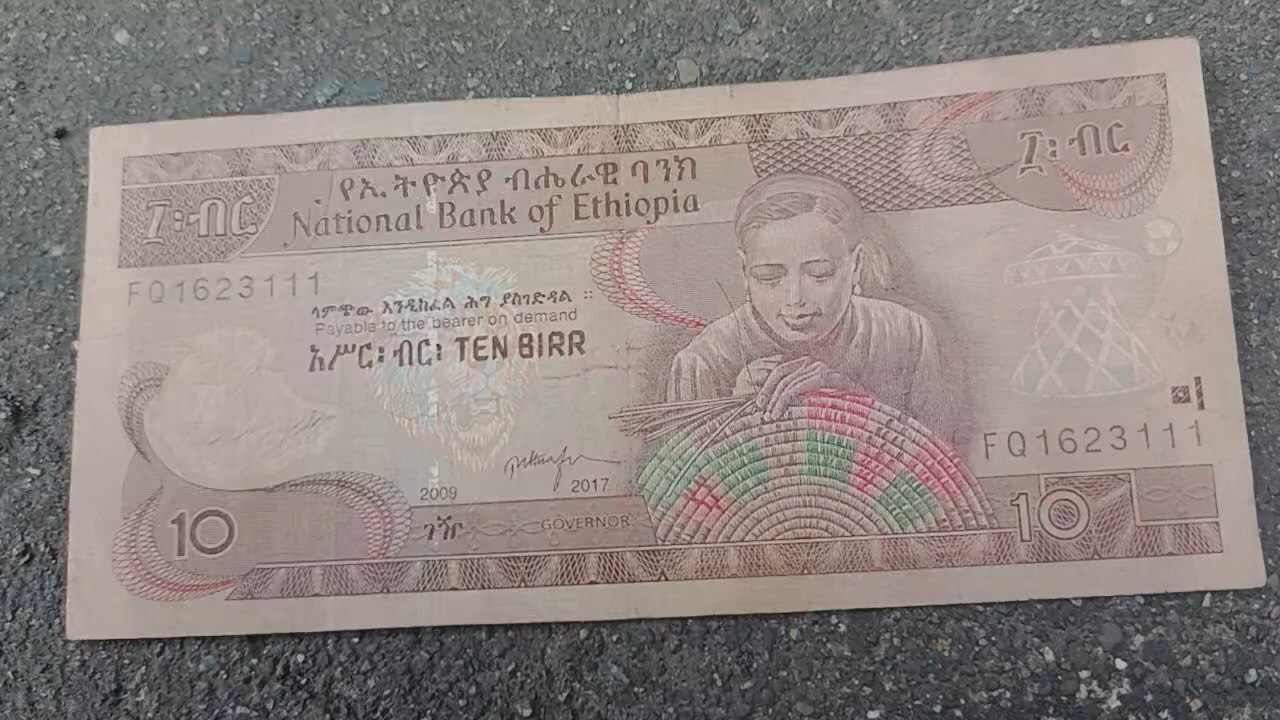 ፲፡ብር
የኢትዮጵያ ብሔራዊ ባንክ
National Bank of Ethiopia
፲፡ብር
FQ1623111
ላምጭው እንዲከፈል ሕግ ያስገድዳል ፡፡
Payable to the bearer on demand
አሥር፡ ብር፡ TEN BIRR
FQ1623111
2009 2017
10
ገዥ GOVERNOR
10